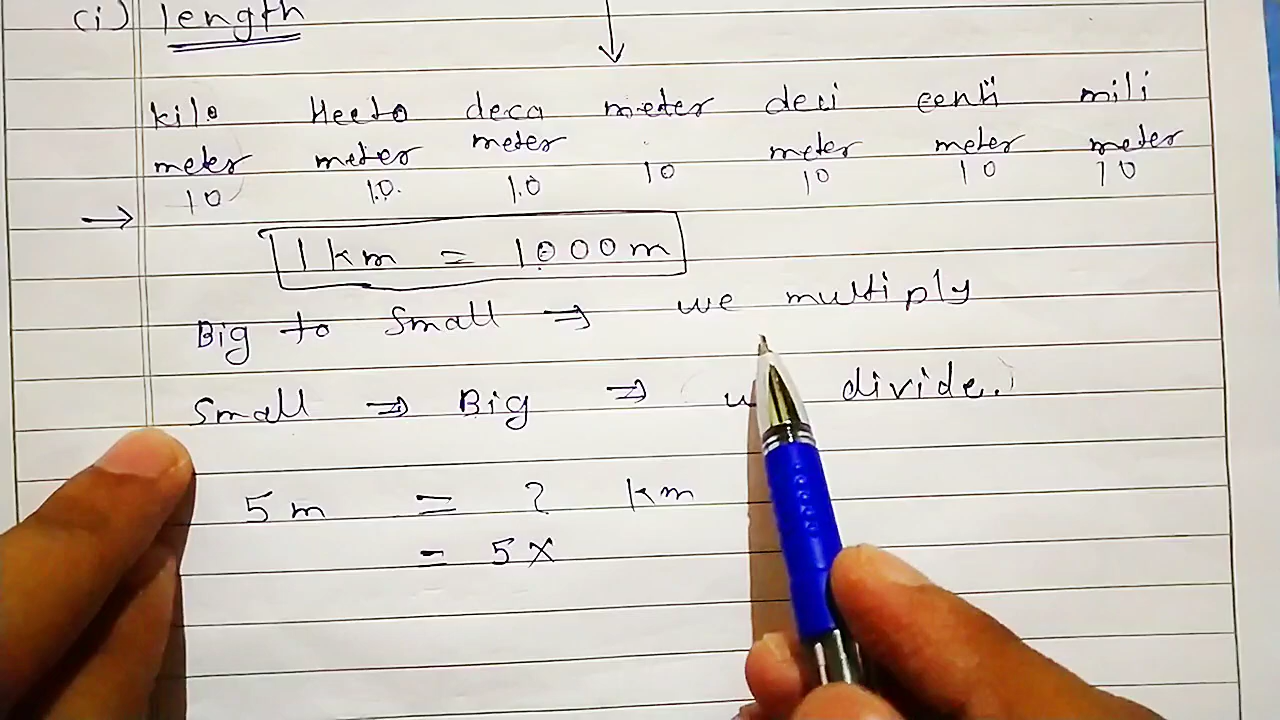 (i) length
kilo Hecto deca meter deci centi mili
meter meter meter meter meter meter
10 10 10 10 10 10 10
→
1 km = 1000 m
Big to Small ⇒ we multiply
Small ⇒ Big ⇒ divide.
5 m = ? km
= 5 ×